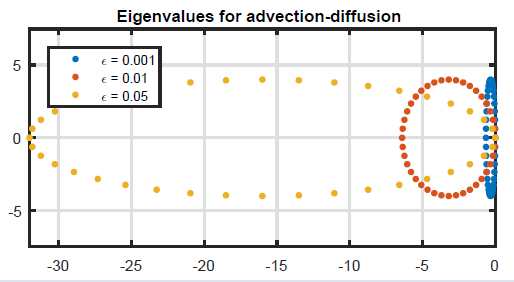 Eigenvalues for advection-diffusion
ϵ = 0.001
ϵ = 0.01
ϵ = 0.05
5
0
-5
-30 -25 -20 -15 -10 -5 0